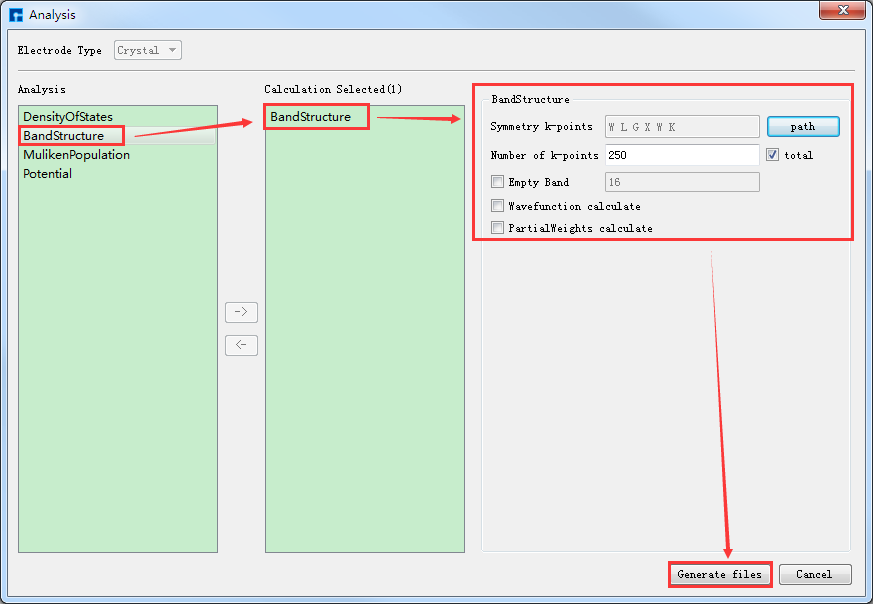 Analysis
Electrode Type Crystal
Analysis
DensityOfStates
BandStructure
MulikenPopulation
Potential
->
<-
Calculation Selected(1)
BandStructure
BandStructure
Symmetry k-points W L G X W K path
Number of k-points 250 total
Empty Band 16
Wavefunction calculate
PartialWeights calculate
Generate files Cancel